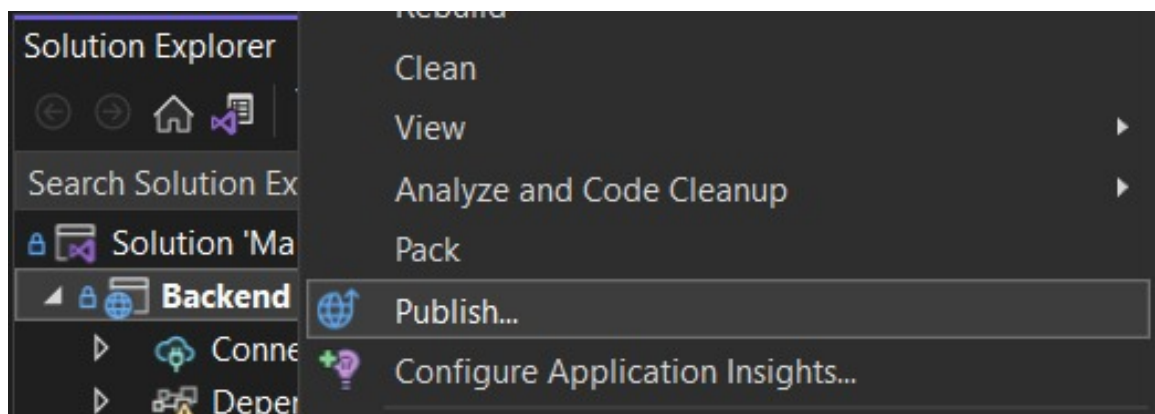 Rebuild
Solution Explorer
Clean
View
Search Solution Ex
Analyze and Code Cleanup
Solution 'Ma
Pack
Backend
Publish...
Conne
Configure Application Insights...
Deper